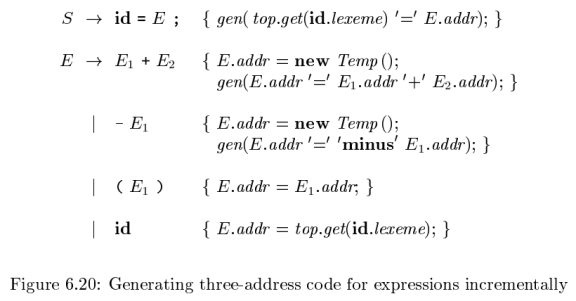 S → id = E ; { gen( top.get(id.lexeme) '=' E.addr); }
E → E₁ + E₂ { E.addr = new Temp();
gen(E.addr '=' E₁.addr '+' E₂.addr); }
| - E₁ { E.addr = new Temp();
gen(E.addr '=' 'minus' E₁.addr); }
| ( E₁ ) { E.addr = E₁.addr; }
| id { E.addr = top.get(id.lexeme); }
Figure 6.20: Generating three-address code for expressions incrementally